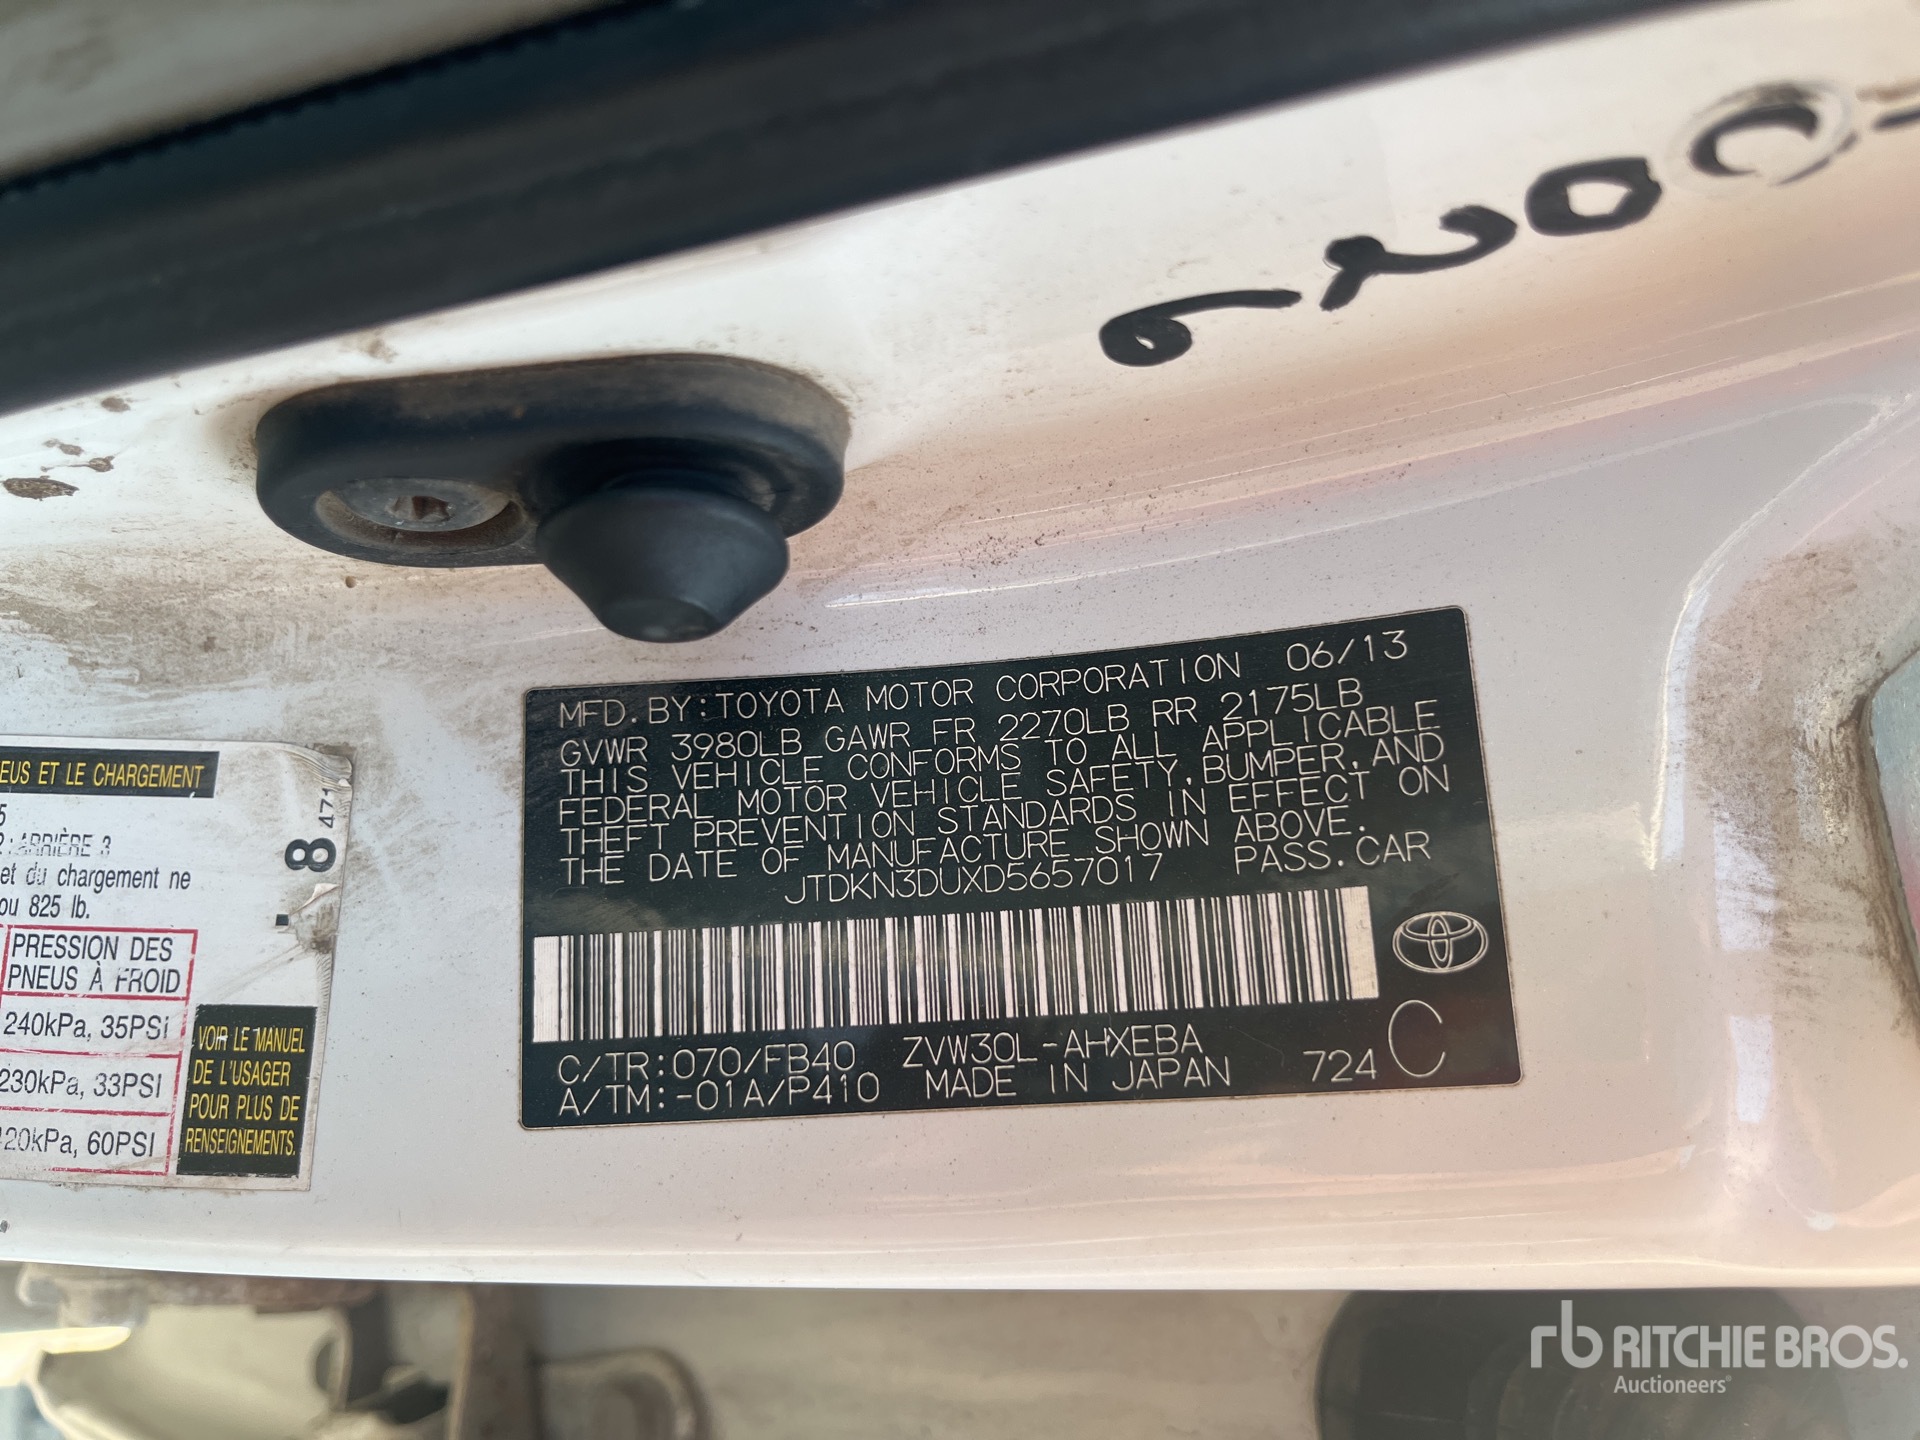 026
MFD. BY: TOYOTA MOTOR CORPORATION 06/13
GVWR 3980LB GAWR FR 2270LB RR 2175LB
THIS VEHICLE CONFORMS TO ALL APPLICABLE
FEDERAL MOTOR VEHICLE SAFETY, BUMPER, AND
THEFT PREVENTION STANDARDS IN EFFECT ON
THE DATE OF MANUFACTURE SHOWN ABOVE.
JTDKN3DUXD5657017 PASS. CAR
C/TR: 070/FB40 ZVW30L-AHXEBA
A/TM: -01A/P410 MADE IN JAPAN 724 C
ET LE CHARGEMENT
5
ARRIÈRE 3
et du chargement ne
ou 825 lb.
8
PRESSION DES
PNEUS À FROID
240kPa, 35PSI
230kPa, 33PSI
20kPa, 60PSI
VOIR LE MANUEL
DE L'USAGER
POUR PLUS DE
RENSEIGNEMENTS.
rb RITCHIE BROS.
Auctioneers